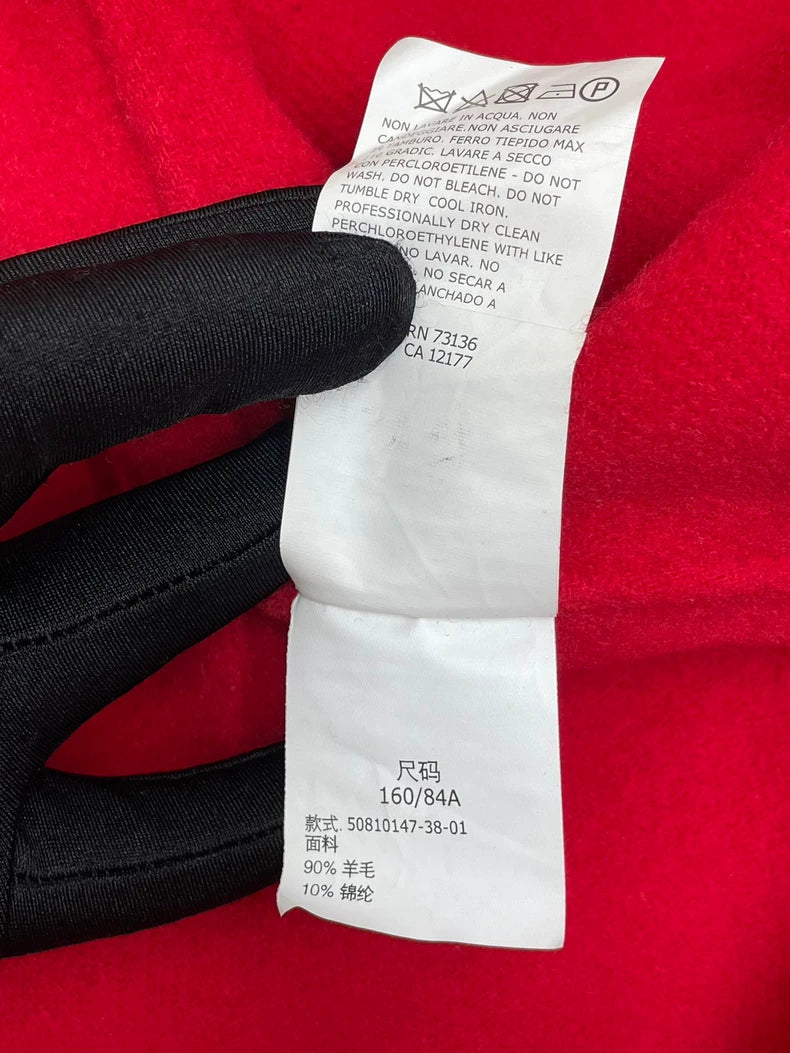 P
NON LAVARE IN ACQUA. NON
CANDEGGIARE.NON ASCIUGARE
TAMBURO. FERRO TIEPIDO MAX
GRADIC. LAVARE A SECCO
CON PERCLOROETILENE - DO NOT
WASH. DO NOT BLEACH. DO NOT
TUMBLE DRY COOL IRON.
PROFESSIONALLY DRY CLEAN
PERCHLOROETHYLENE WITH LIKE
NO LAVAR. NO
. NO SECAR A
LANCHADO A
RN 73136
CA 12177
尺码
160/84A
款式. 50810147-38-01
面料
90% 羊毛
10% 锦纶